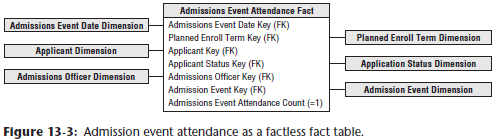 Admissions Event Attendance Fact
Admissions Event Date Dimension
Admissions Event Date Key (FK)
Planned Enroll Term Key (FK)
Planned Enroll Term Dimension
Applicant Dimension
Applicant Key (FK)
Applicant Status Key (FK)
Application Status Dimension
Admissions Officer Dimension
Admissions Officer Key (FK)
Admission Event Key (FK)
Admission Event Dimension
Admissions Event Attendance Count (=1)
Figure 13-3: Admission event attendance as a factless fact table.